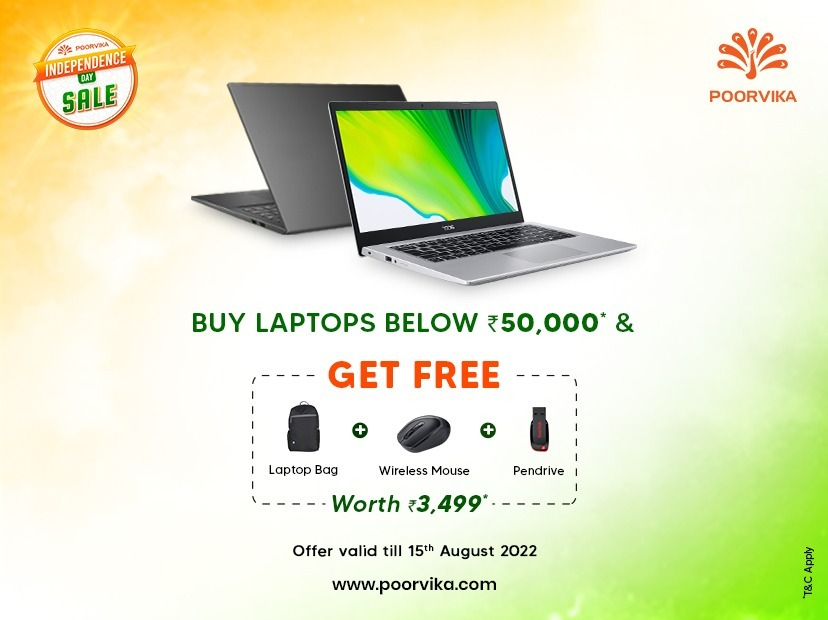 POORVIKA
INDEPENDENCE
DAY
SALE
POORVIKA
acer
BUY LAPTOPS BELOW ₹50,000* &
GET FREE
Laptop Bag
Wireless Mouse
Pendrive
Worth ₹3,499*
Offer valid till 15th August 2022
www.poorvika.com
*T&C Apply